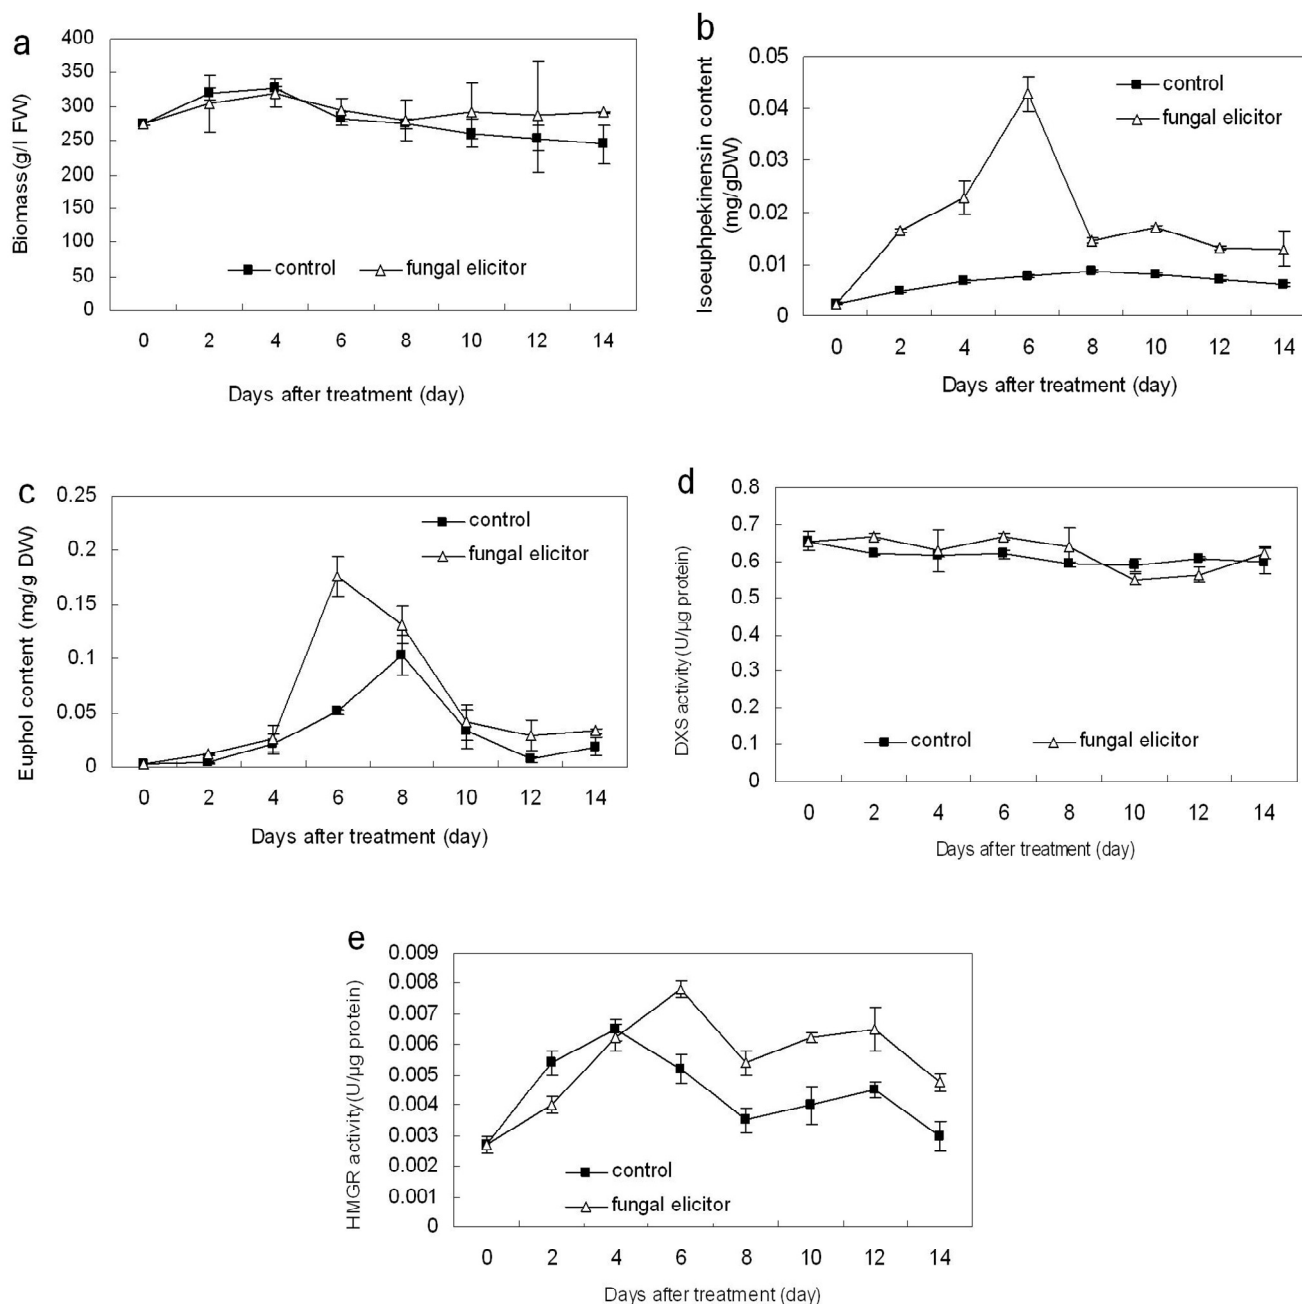 a
Biomass(g/l FW)
400
350
300
250
200
150
100
50
0
control
fungal elicitor
0 2 4 6 8 10 12 14
Days after treatment (day)
b
Isoeuphpekinensin content
(mg/gDW)
0.05
0.04
0.03
0.02
0.01
0
control
fungal elicitor
0 2 4 6 8 10 12 14
Days after treatment (day)
c
Euphol content (mg/g DW)
0.25
0.2
0.15
0.1
0.05
0
control
fungal elicitor
0 2 4 6 8 10 12 14
Days after treatment (day)
d
DXS activity(U/µg protein)
0.8
0.7
0.6
0.5
0.4
0.3
0.2
0.1
0
control
fungal elicitor
0 2 4 6 8 10 12 14
Days after treatment (day)
e
HMGR activity(U/µg protein)
0.009
0.008
0.007
0.006
0.005
0.004
0.003
0.002
0.001
0
control
fungal elicitor
0 2 4 6 8 10 12 14
Days after treatment (day)